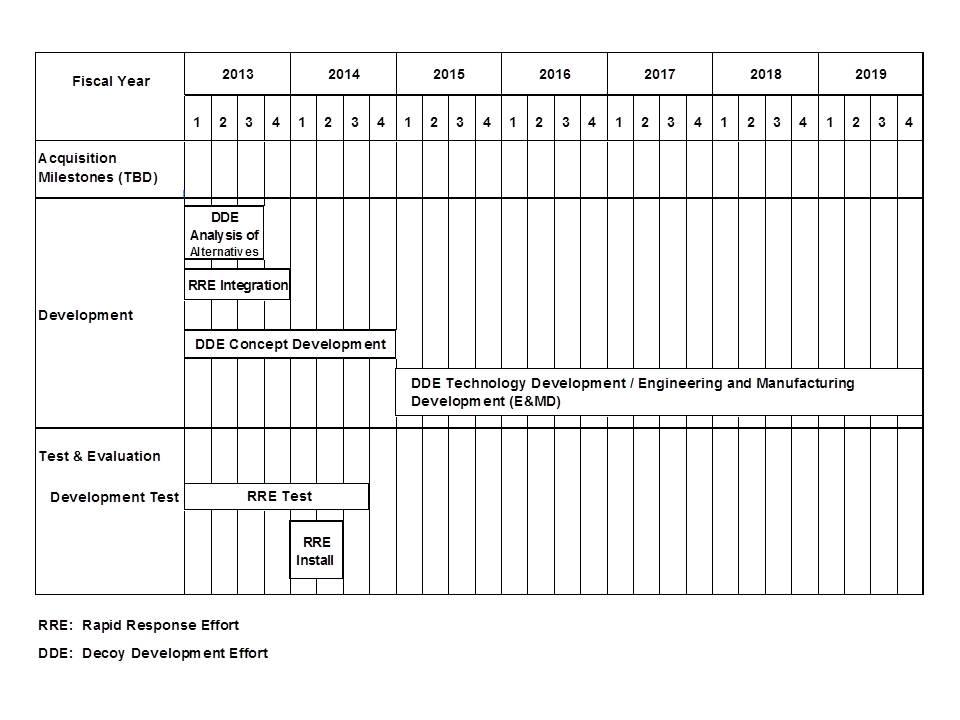 Fiscal Year
2013 2014 2015 2016 2017 2018 2019
1 2 3 4 1 2 3 4 1 2 3 4 1 2 3 4 1 2 3 4 1 2 3 4 1 2 3 4
Acquisition
Milestones (TBD)
DDE
Analysis of
Alternatives
RRE Integration
Development
DDE Concept Development
DDE Technology Development / Engineering and Manufacturing
Development (E&MD)
Test & Evaluation
Development Test
RRE Test
RRE
Install
RRE: Rapid Response Effort
DDE: Decoy Development Effort